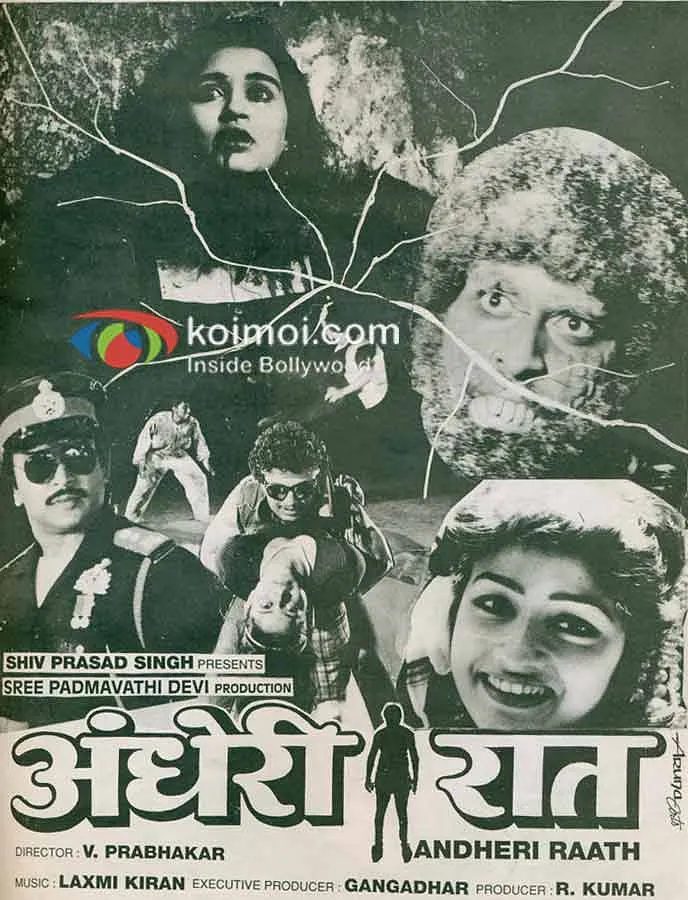 koimoi.com
Inside Bollywood
SHIV PRASAD SINGH PRESENTS
SREE PADMAVATHI DEVI PRODUCTION
अंधेरी रात
DIRECTOR : V. PRABHAKAR
ANDHERI RAATH
MUSIC : LAXMI KIRAN EXECUTIVE PRODUCER : GANGADHAR PRODUCER : R. KUMAR